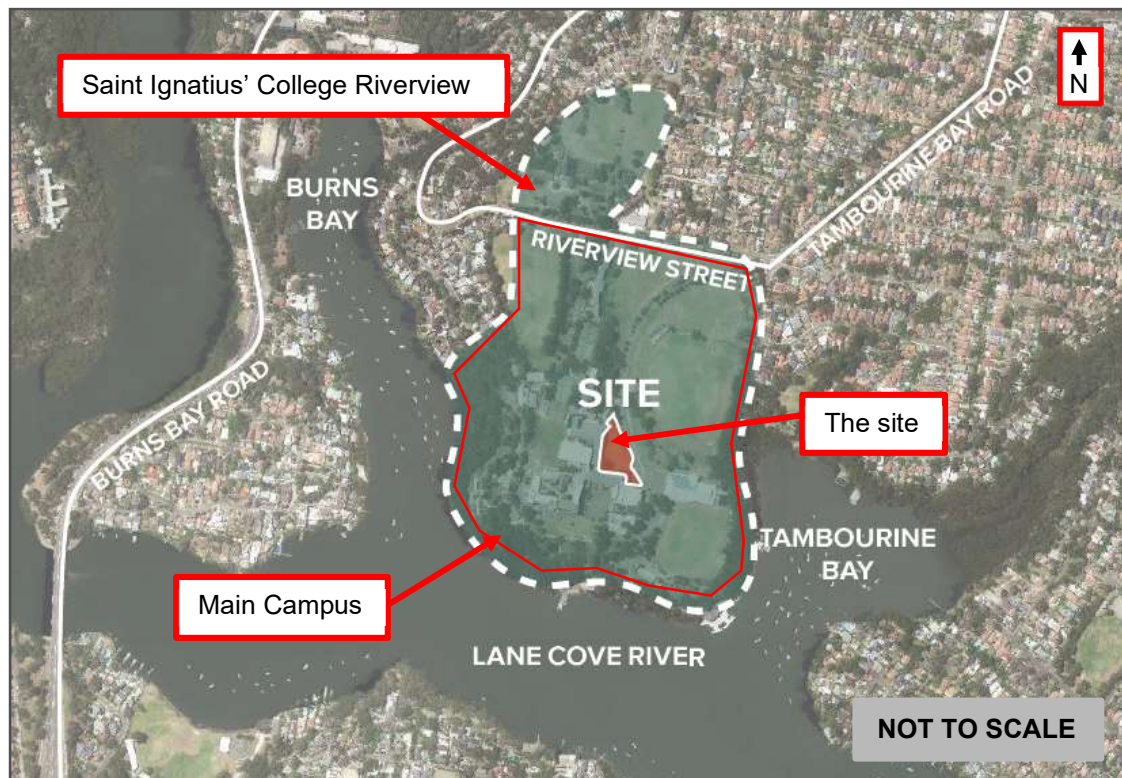 Saint Ignatius’ College Riverview
N
BURNS
BAY
TAMBOURINE BAY ROAD
RIVERVIEW STREET
BURNS BAY ROAD
SITE
The site
TAMBOURINE
BAY
Main Campus
LANE COVE RIVER
NOT TO SCALE